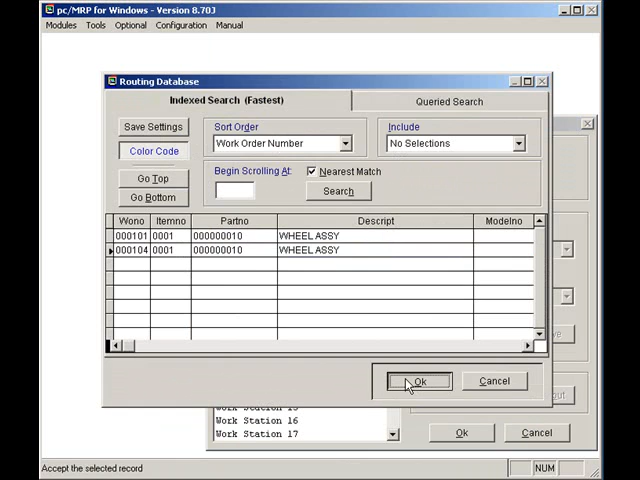 pc/MRP for Windows - Version 8.70J
Modules Tools Optional Configuration Manual
Routing Database
Indexed Search (Fastest) Queried Search
Save Settings
Color Code
Go Top
Go Bottom
Sort Order
Work Order Number
Include
No Selections
Begin Scrolling At:
Nearest Match
Search
Wono Itemno Partno Descript Modelno
000101 0001 000000010 WHEEL ASSY
000104 0001 000000010 WHEEL ASSY
Ok Cancel
Work Station 15
Work Station 16
Work Station 17
Ok Cancel
Accept the selected record NUM